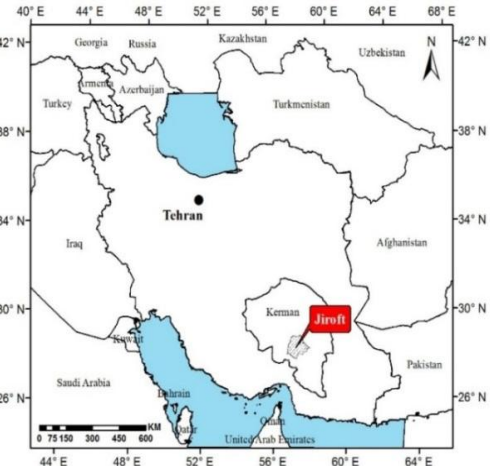 40° E 44° E 48° E 52° E 56° E 60° E 64° E 68° E
42° N 42° N
Georgia Russia Kazakhstan Uzbekistan N
Armenia Azerbaijan
Turkey Turkmenistan
38° N 38° N
Tehran
34° N 34° N
Iraq Afghanistan
30° N 30° N
Kerman Jiroft
Kuwait
Pakistan
Saudi Arabia
26° N 26° N
Bahrain
Qatar Oman
United Arab Emirates
0 75 150 300 450 600 KM
44° E 48° E 52° E 56° E 60° E 64° E